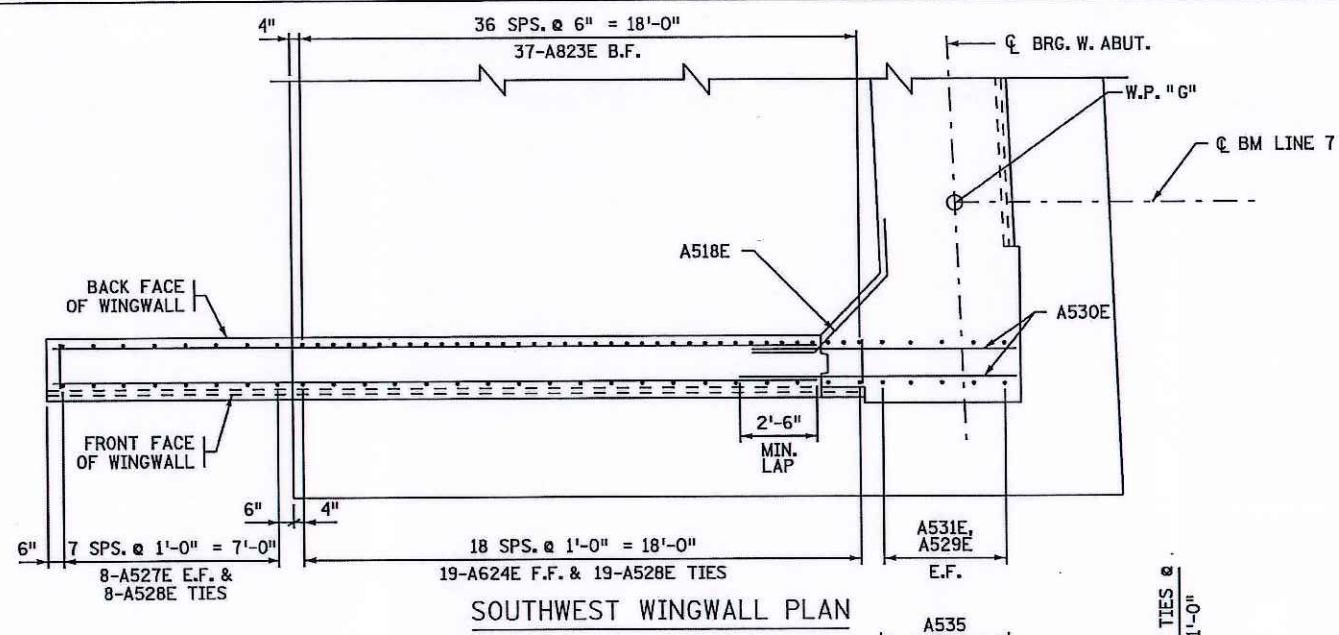 4"
36 SPS. @ 6" = 18'-0"
37-A823E B.F.
℄ BRG. W. ABUT.
W.P. "G"
℄ BM LINE 7
A518E
BACK FACE
OF WINGWALL
A530E
FRONT FACE
OF WINGWALL
2'-6"
MIN.
LAP
6"
4"
6"
7 SPS. @ 1'-0" = 7'-0"
8-A527E E.F. &
8-A528E TIES
18 SPS. @ 1'-0" = 18'-0"
19-A624E F.F. & 19-A528E TIES
A531E,
A529E
E.F.
SOUTHWEST WINGWALL PLAN
A535
TIES @
1'-0"